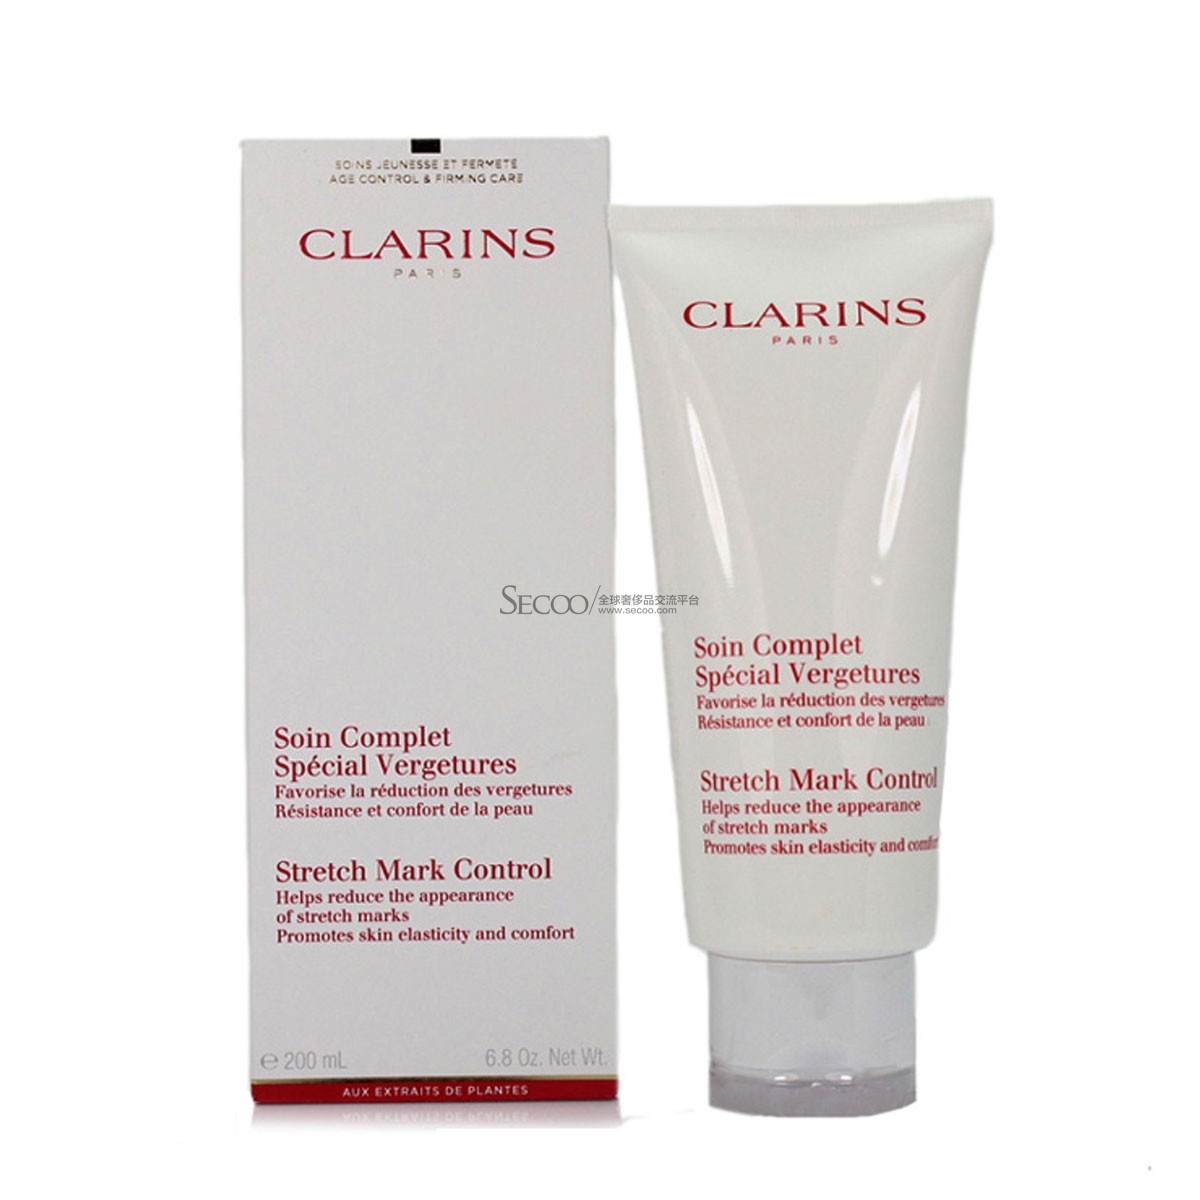 SOINS JEUNESSE ET FERMETÉ
AGE CONTROL & FIRMING CARE
CLARINS
PARIS
Soin Complet
Spécial Vergetures
Favorise la réduction des vergetures
Résistance et confort de la peau
Stretch Mark Control
Helps reduce the appearance
of stretch marks
Promotes skin elasticity and comfort
℮ 200 mL
6.8 Oz. Net Wt.
AUX EXTRAITS DE PLANTES
CLARINS
PARIS
Soin Complet
Spécial Vergetures
Favorise la réduction des vergetures
Résistance et confort de la peau
Stretch Mark Control
Helps reduce the appearance
of stretch marks
Promotes skin elasticity and comfort
SECOO/全球奢侈品交流平台
www.secoo.com